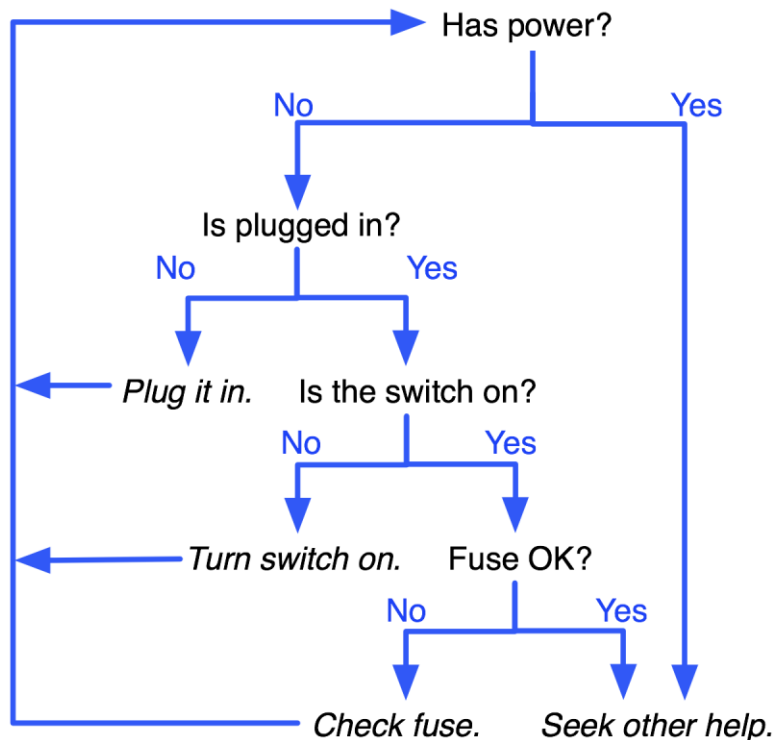 Has power?
No
Yes
Is plugged in?
No
Yes
Plug it in.
Is the switch on?
No
Yes
Turn switch on.
Fuse OK?
No
Yes
Check fuse.
Seek other help.